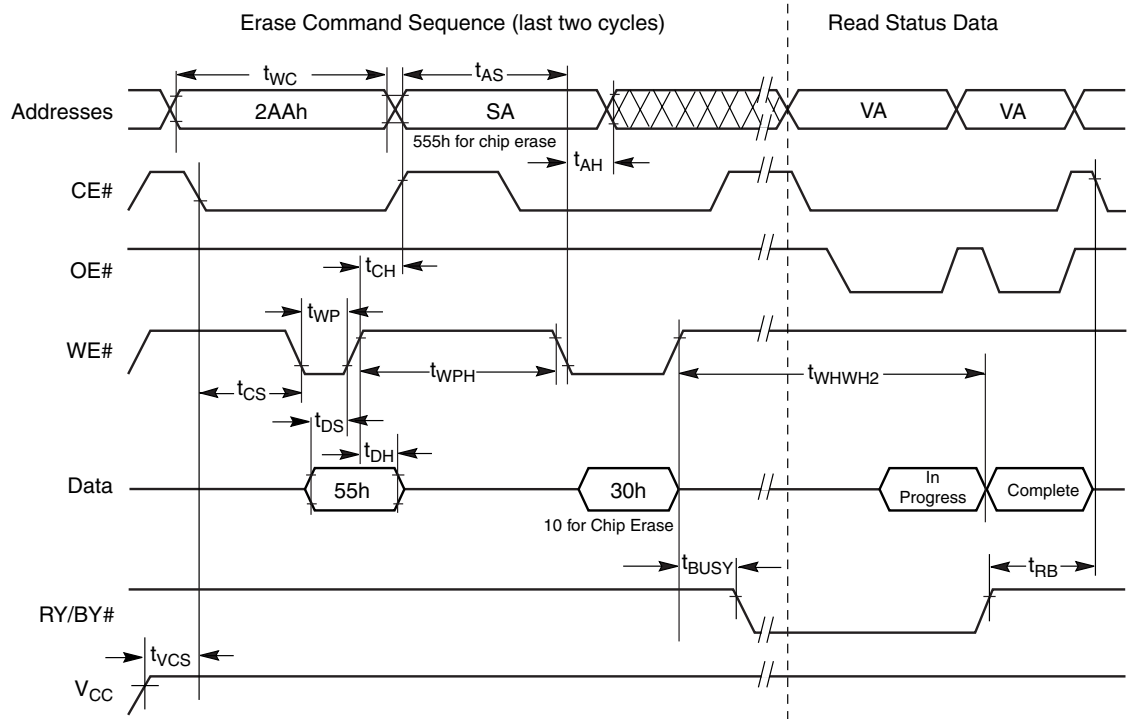 Erase Command Sequence (last two cycles)
Read Status Data
tWC
tAS
Addresses
2AAh
SA
VA
VA
555h for chip erase
tAH
CE#
OE#
tCH
tWP
WE#
tWPH
tWHWH2
tCS
tDS
tDH
Data
55h
30h
In
Progress
Complete
10 for Chip Erase
tBUSY
tRB
RY/BY#
tVCS
VCC